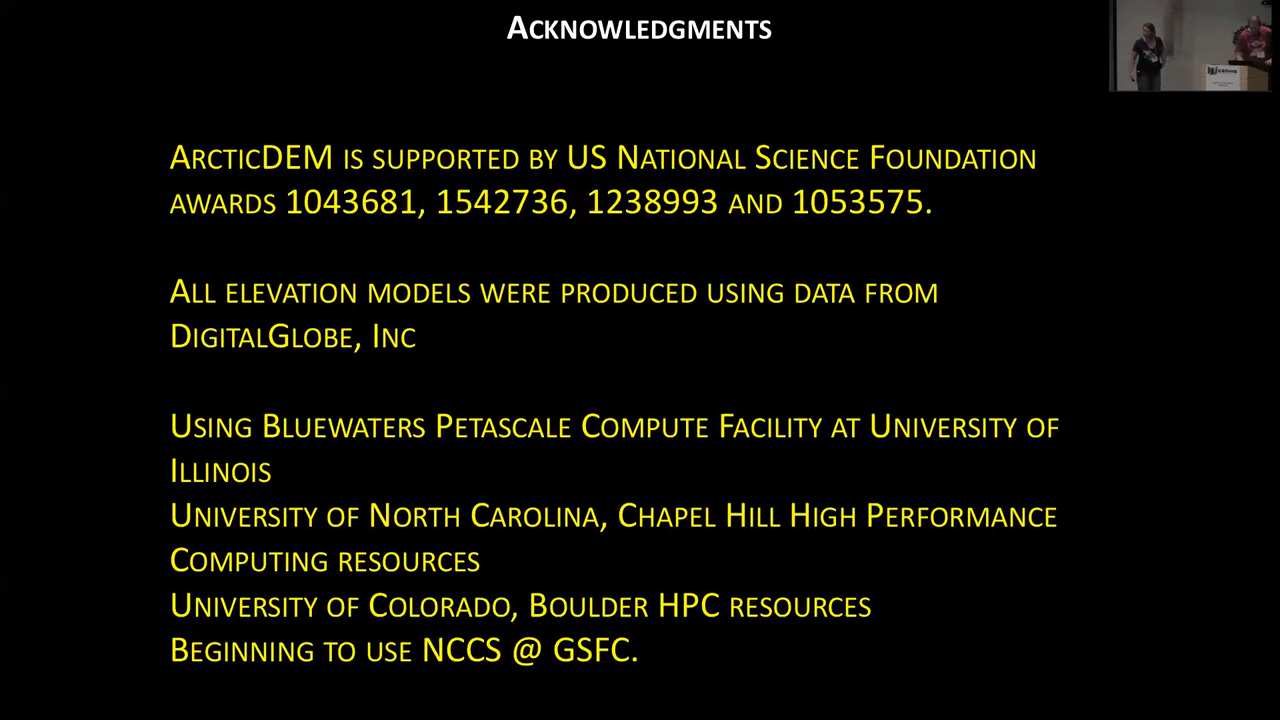 Acknowledgments
ArcticDEM is supported by US National Science Foundation
awards 1043681, 1542736, 1238993 and 1053575.
All elevation models were produced using data from
DigitalGlobe, Inc
Using Bluewaters Petascale Compute Facility at University of
Illinois
University of North Carolina, Chapel Hill High Performance
Computing resources
University of Colorado, Boulder HPC resources
Beginning to use NCCS @ GSFC.